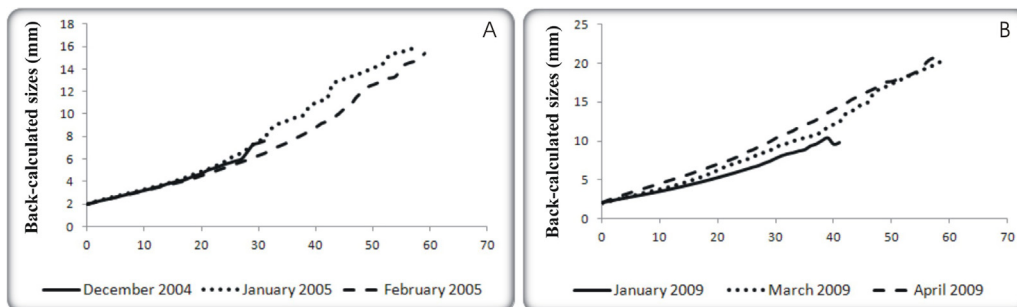 A
Back-calculated sizes (mm)
18
16
14
12
10
8
6
4
2
0
0 10 20 30 40 50 60 70
December 2004 January 2005 February 2005
B
Back-calculated sizes (mm)
25
20
15
10
5
0
0 10 20 30 40 50 60 70
January 2009 March 2009 April 2009